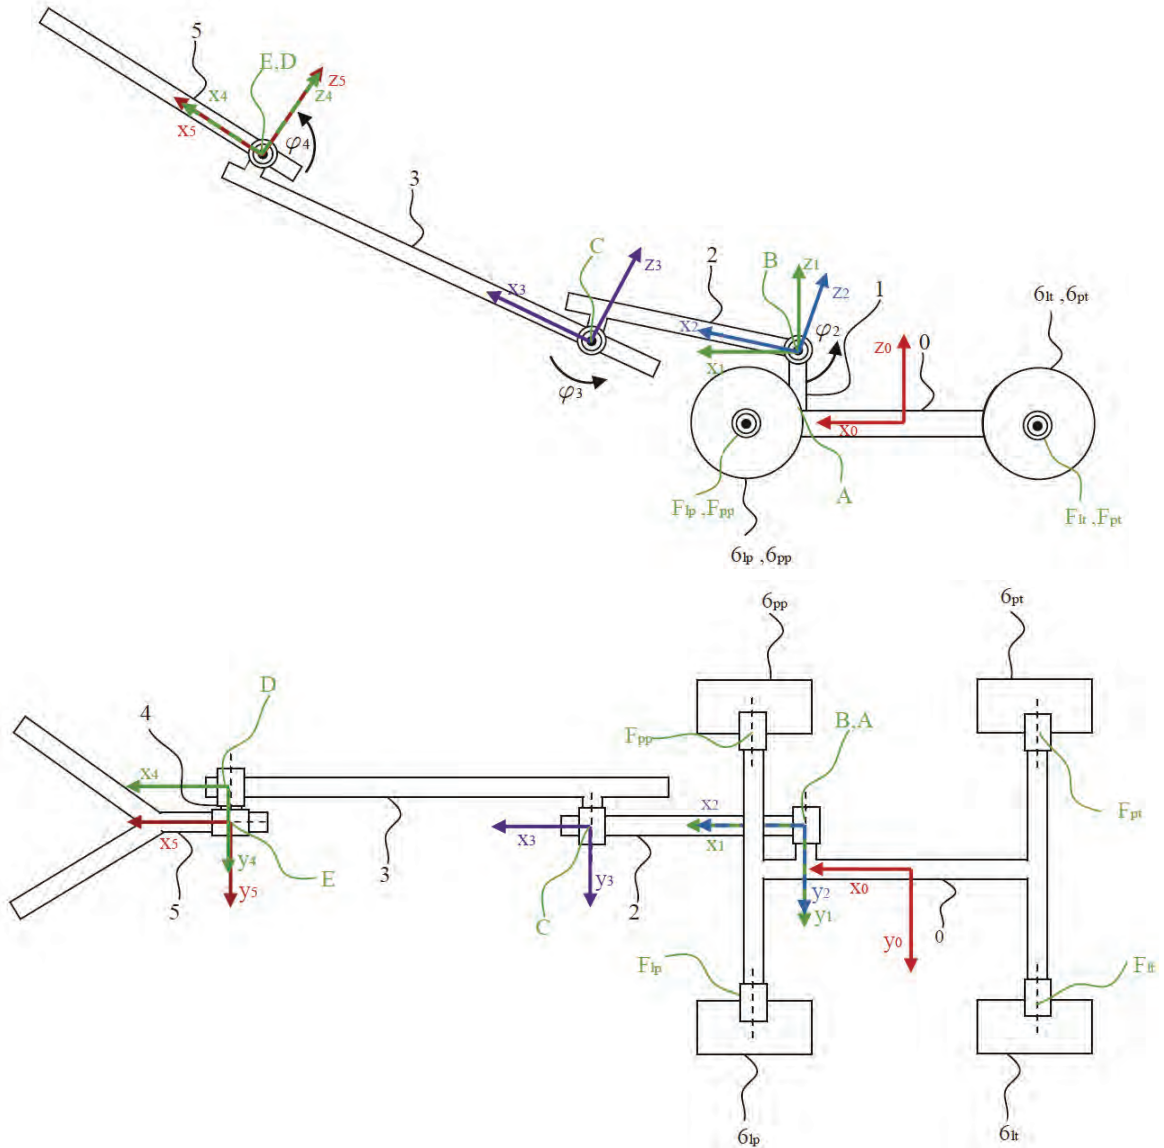 5
E,D
x4
z5
z4
x5
φ4
3
C
x3
z3
2
B
z1
z2
1
6lt ,6pt
x2
φ2
z0
0
x1
φ3
x0
A
Flp ,Fpp
Flt ,Fpt
6lp ,6pp
6pp
6pt
D
4
B,A
Fpp
x4
x2
Fpt
x5
x3
x1
x0
y4
E
3
y3
y2
5
y5
C
2
y1
y0
0
Flp
Flt
6lp
6lt